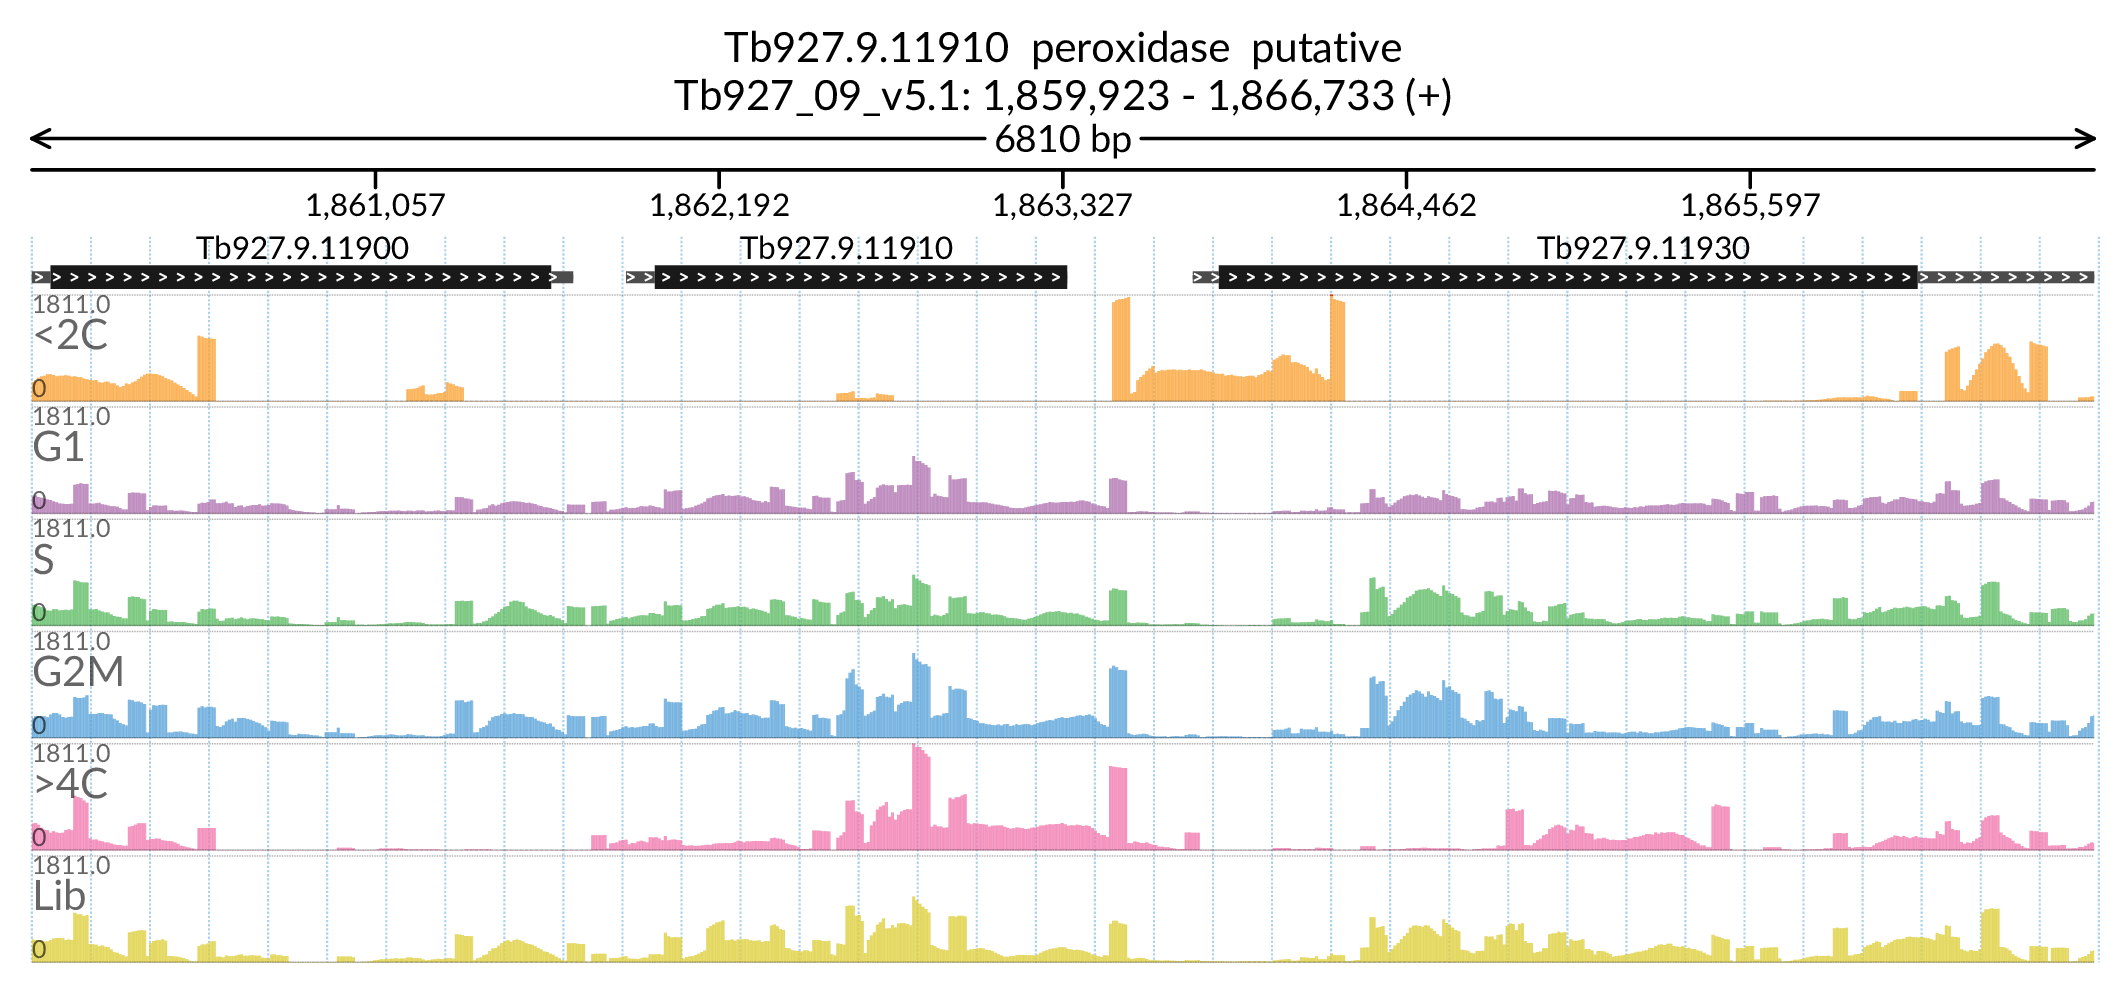 Tb927.9.11910 peroxidase putative
Tb927_09_v5.1: 1,859,923 - 1,866,733 (+)
6810 bp
1,861,057 1,862,192 1,863,327 1,864,462 1,865,597
Tb927.9.11900 Tb927.9.11910 Tb927.9.11930
1811.0
<2C
0
1811.0
G1
0
1811.0
S
0
1811.0
G2M
0
1811.0
>4C
0
1811.0
Lib
0